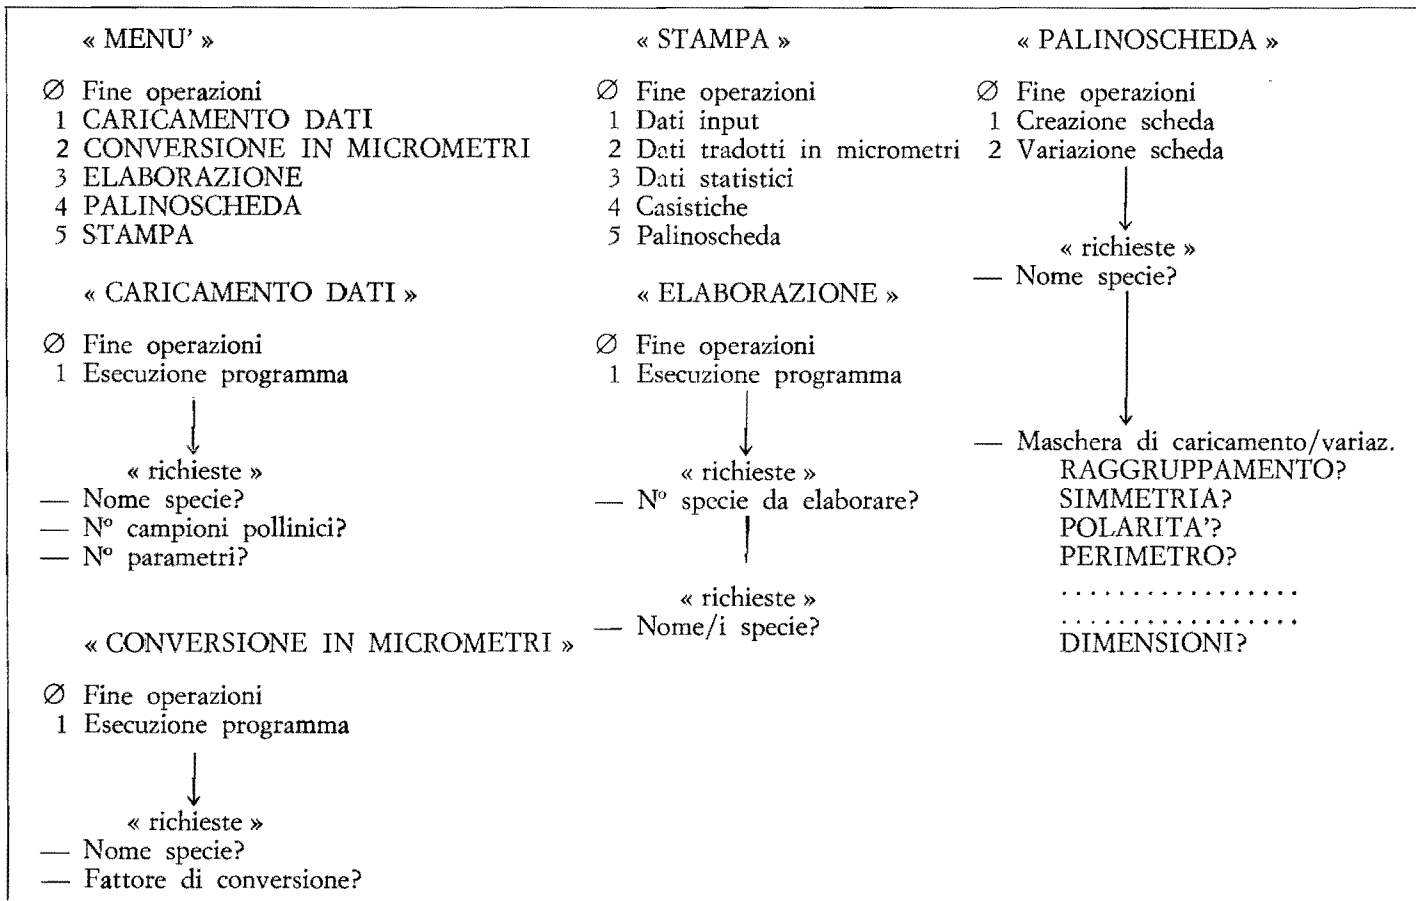 « MENU' »
Ø Fine operazioni
1 CARICAMENTO DATI
2 CONVERSIONE IN MICROMETRI
3 ELABORAZIONE
4 PALINOSCHEDA
5 STAMPA
« CARICAMENTO DATI »
Ø Fine operazioni
1 Esecuzione programma
« richieste »
— Nome specie?
— Nº campioni pollinici?
— Nº parametri?
« CONVERSIONE IN MICROMETRI »
Ø Fine operazioni
1 Esecuzione programma
« richieste »
— Nome specie?
— Fattore di conversione?
« STAMPA »
Ø Fine operazioni
1 Dati input
2 Dati tradotti in micrometri
3 Dati statistici
4 Casistiche
5 Palinoscheda
« ELABORAZIONE »
Ø Fine operazioni
1 Esecuzione programma
« richieste »
— Nº specie da elaborare?
« richieste »
— Nome/i specie?
« PALINOSCHEDA »
Ø Fine operazioni
1 Creazione scheda
2 Variazione scheda
« richieste »
— Nome specie?
— Maschera di caricamento/variaz.
RAGGRUPPAMENTO?
SIMMETRIA?
POLARITA'?
PERIMETRO?
. . . . . . . . . . . . . . . . .
. . . . . . . . . . . . . . . . .
DIMENSIONI?